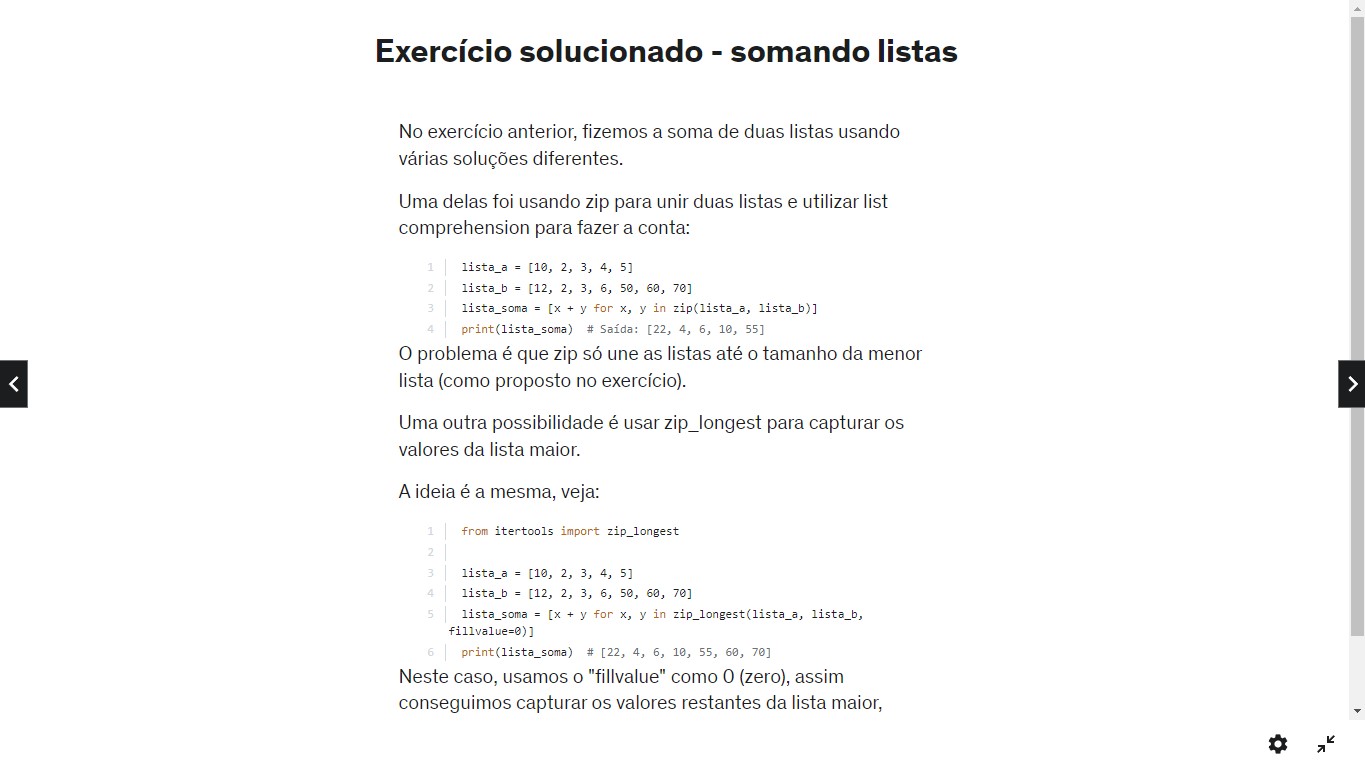 Exercício solucionado - somando listas
No exercício anterior, fizemos a soma de duas listas usando
várias soluções diferentes.
Uma delas foi usando zip para unir duas listas e utilizar list
comprehension para fazer a conta:
1 lista_a = [10, 2, 3, 4, 5]
2 lista_b = [12, 2, 3, 6, 50, 60, 70]
3 lista_soma = [x + y for x, y in zip(lista_a, lista_b)]
4 print(lista_soma)  # Saída: [22, 4, 6, 10, 55]
O problema é que zip só une as listas até o tamanho da menor
lista (como proposto no exercício).
Uma outra possibilidade é usar zip_longest para capturar os
valores da lista maior.
A ideia é a mesma, veja:
1 from itertools import zip_longest
2
3 lista_a = [10, 2, 3, 4, 5]
4 lista_b = [12, 2, 3, 6, 50, 60, 70]
5 lista_soma = [x + y for x, y in zip_longest(lista_a, lista_b,
fillvalue=0)]
6 print(lista_soma)  # [22, 4, 6, 10, 55, 60, 70]
Neste caso, usamos o "fillvalue" como 0 (zero), assim
conseguimos capturar os valores restantes da lista maior,